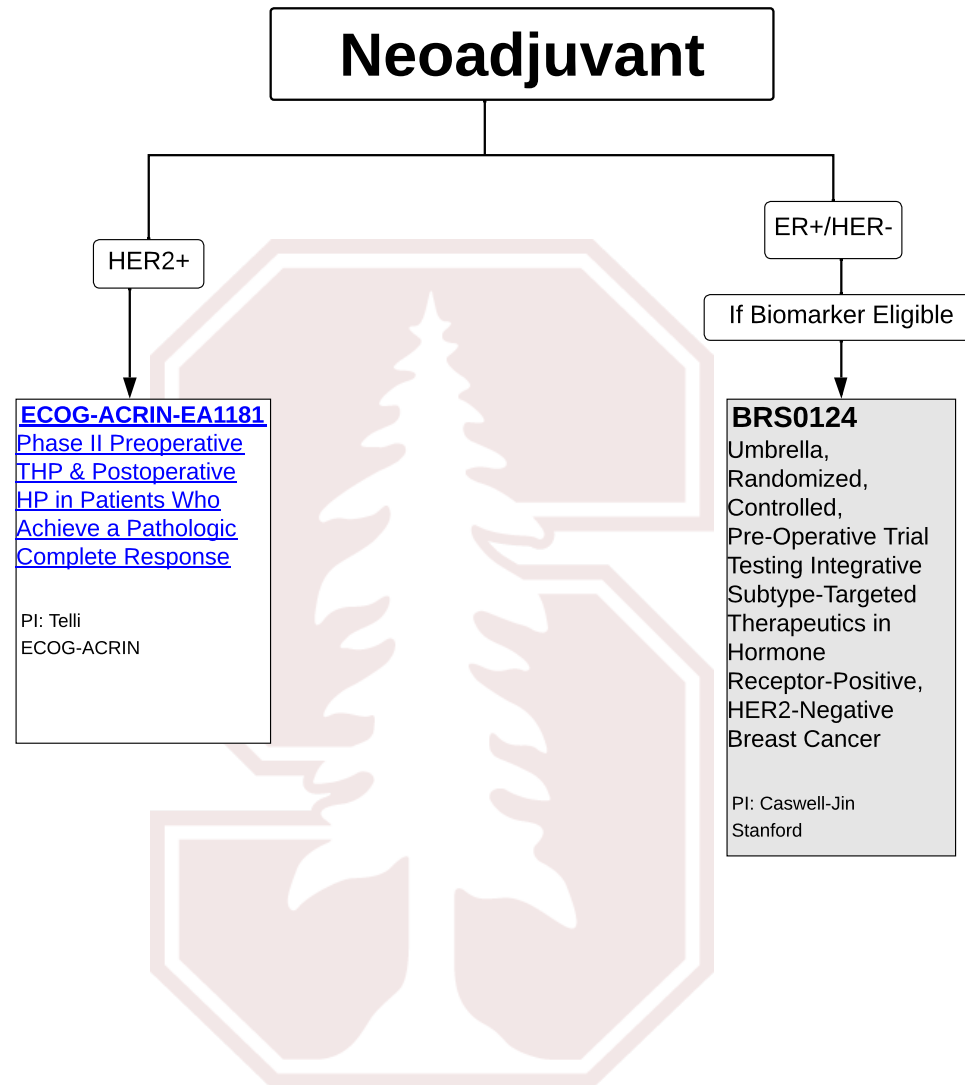 Neoadjuvant
HER2+
ER+/HER-
If Biomarker Eligible
ECOG-ACRIN-EA1181
Phase II Preoperative
THP & Postoperative
HP in Patients Who
Achieve a Pathologic
Complete Response
PI: Telli
ECOG-ACRIN
BRS0124
Umbrella,
Randomized,
Controlled,
Pre-Operative Trial
Testing Integrative
Subtype-Targeted
Therapeutics in
Hormone
Receptor-Positive,
HER2-Negative
Breast Cancer
PI: Caswell-Jin
Stanford